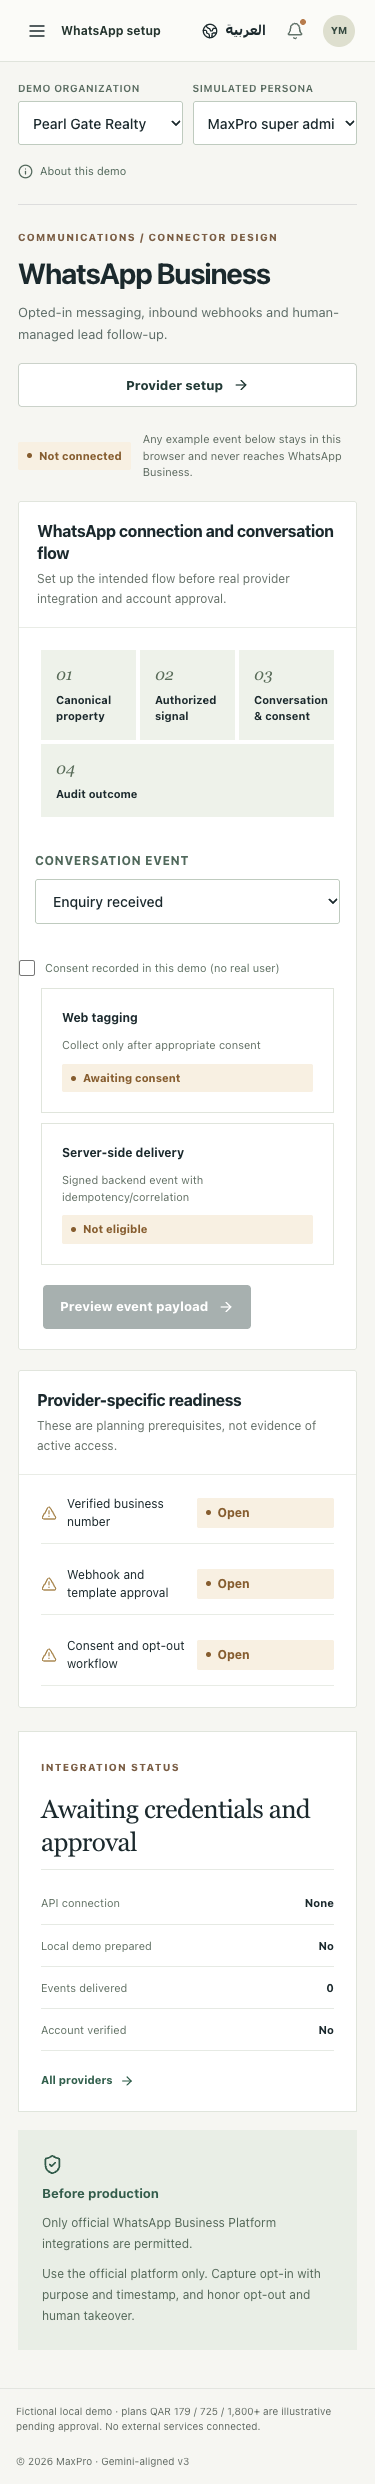 WhatsApp setup
العربية
YM
DEMO ORGANIZATION
SIMULATED PERSONA
Pearl Gate Realty
MaxPro super admi
About this demo
COMMUNICATIONS / CONNECTOR DESIGN
WhatsApp Business
Opted-in messaging, inbound webhooks and human-
managed lead follow-up.
Provider setup
Not connected
Any example event below stays in this
browser and never reaches WhatsApp
Business.
WhatsApp connection and conversation
flow
Set up the intended flow before real provider
integration and account approval.
01
Canonical
property
02
Authorized
signal
03
Conversation
& consent
04
Audit outcome
CONVERSATION EVENT
Enquiry received
Consent recorded in this demo (no real user)
Web tagging
Collect only after appropriate consent
Awaiting consent
Server-side delivery
Signed backend event with
idempotency/correlation
Not eligible
Preview event payload
Provider-specific readiness
These are planning prerequisites, not evidence of
active access.
Verified business
number
Open
Webhook and
template approval
Open
Consent and opt-out
workflow
Open
INTEGRATION STATUS
Awaiting credentials and
approval
API connection
None
Local demo prepared
No
Events delivered
0
Account verified
No
All providers
Before production
Only official WhatsApp Business Platform
integrations are permitted.
Use the official platform only. Capture opt-in with
purpose and timestamp, and honor opt-out and
human takeover.
Fictional local demo · plans QAR 179 / 725 / 1,800+ are illustrative
pending approval. No external services connected.
© 2026 MaxPro · Gemini-aligned v3